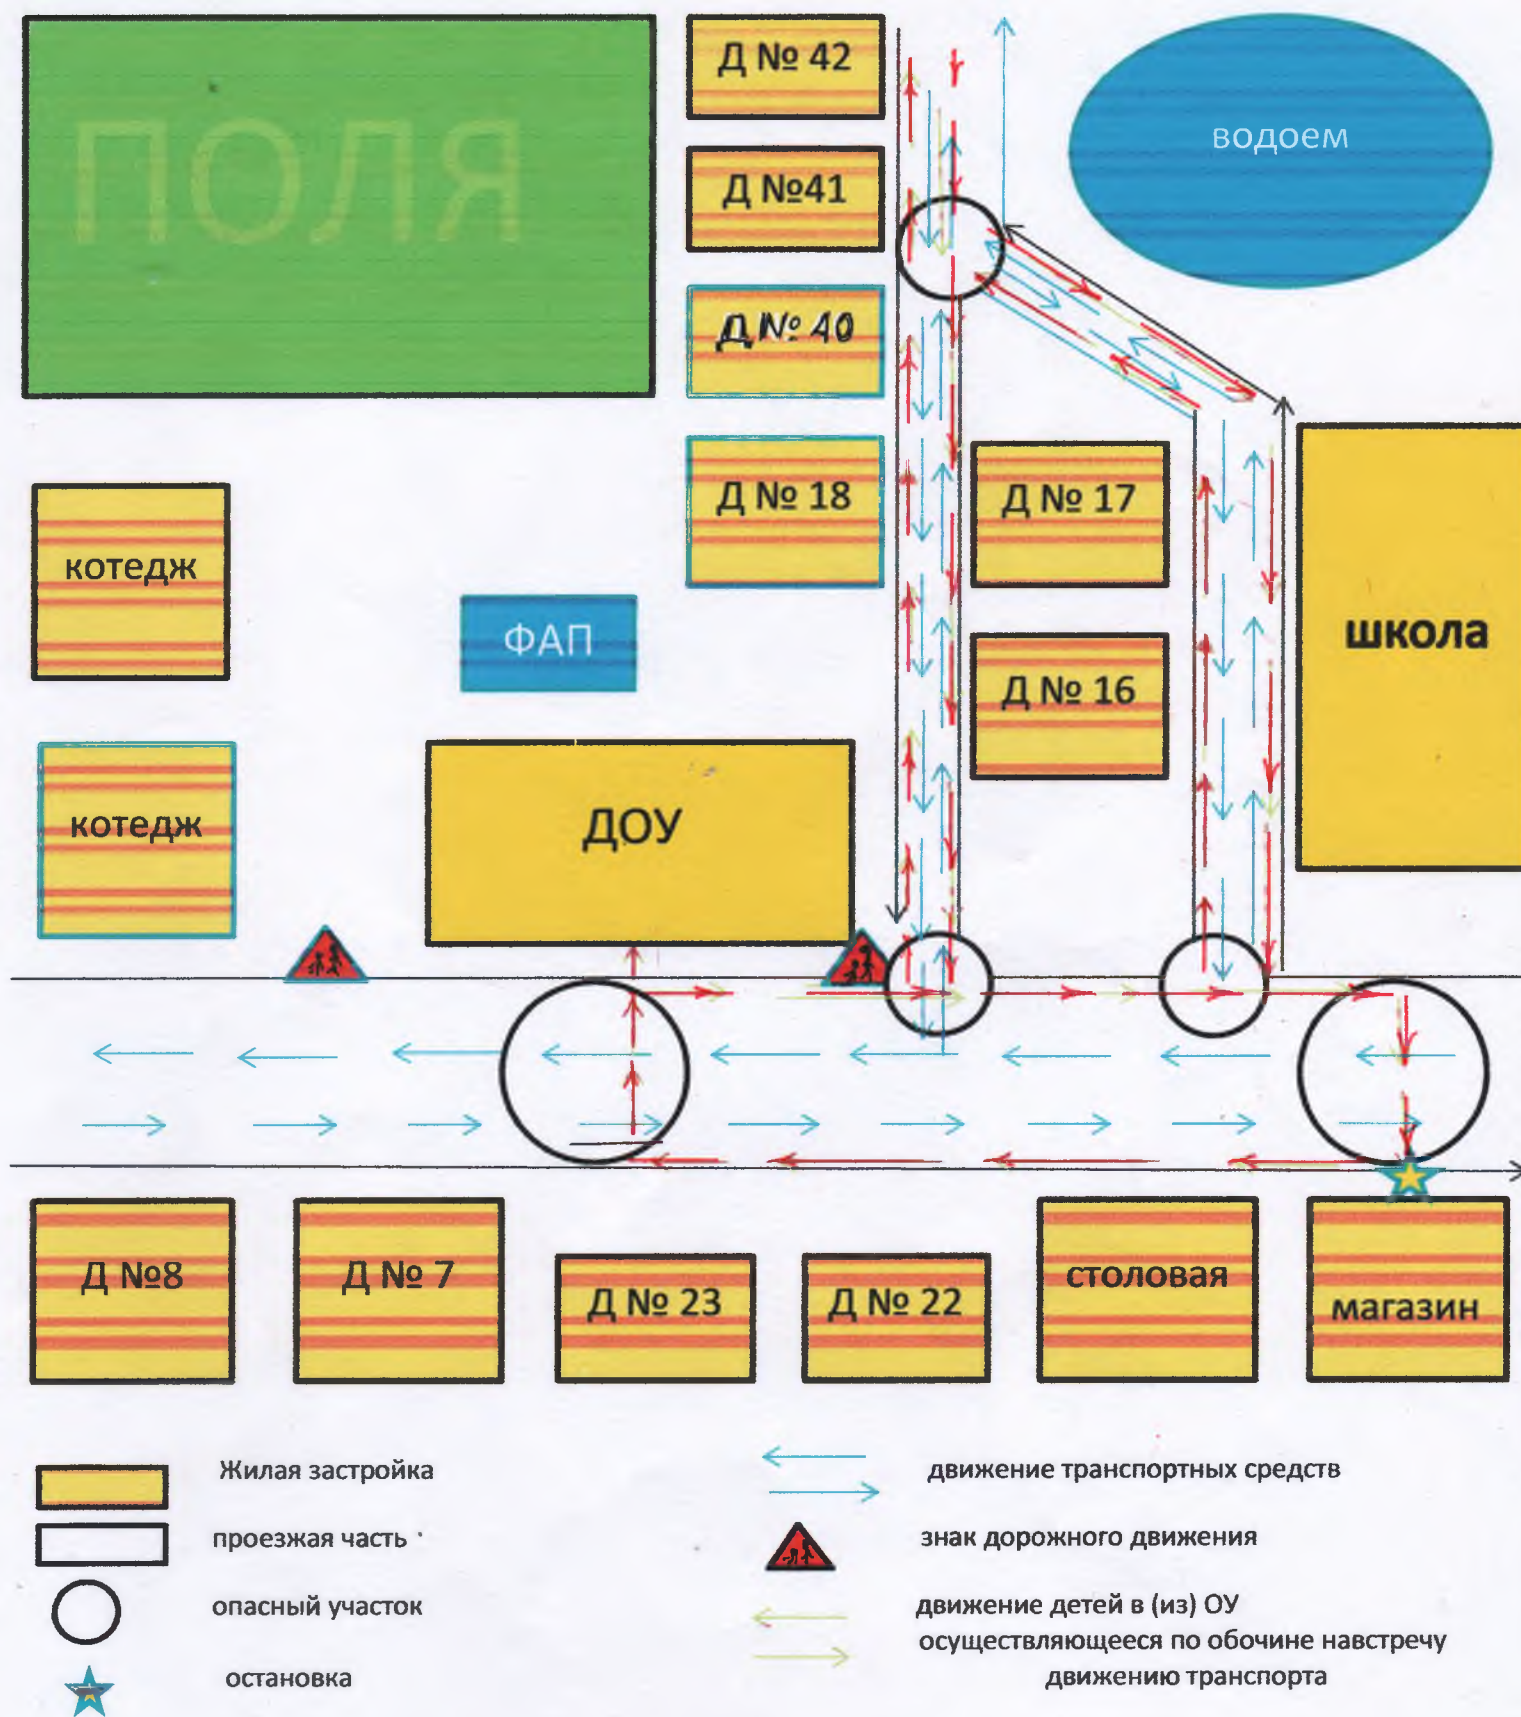 Д № 42
ПОЛЯ
водоем
Д №41
Д № 40
Д № 18
Д № 17
котедж
ФАП
школа
Д № 16
котедж
ДОУ
Д №8
Д № 7
Д № 23
Д № 22
столовая
магазин
Жилая застройка
проезжая часть
опасный участок
остановка
движение транспортных средств
знак дорожного движения
движение детей в (из) ОУ
осуществляющееся по обочине навстречу
движению транспорта